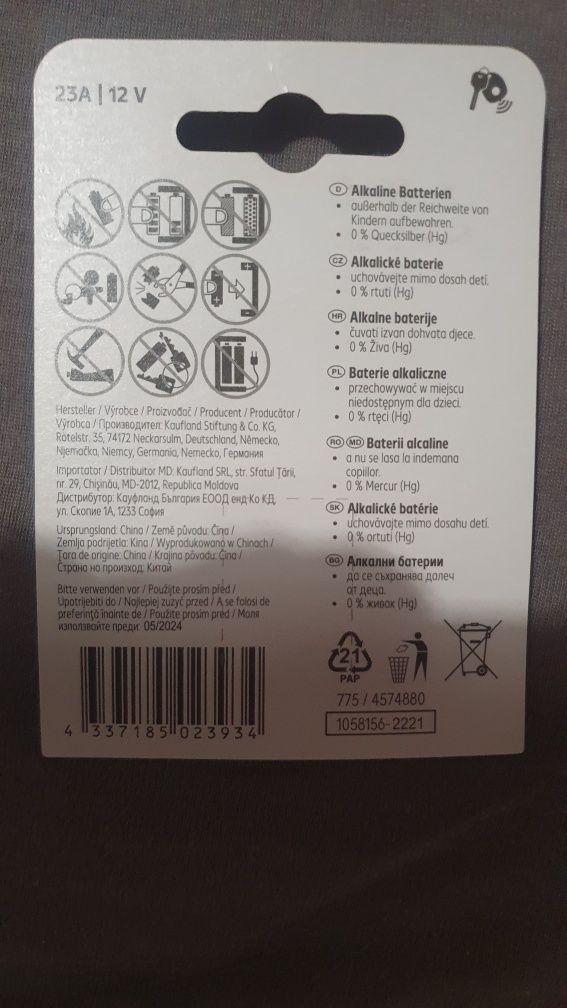 23A | 12 V
Hersteller / Výrobce / Proizvođač / Producent / Producător /
Výrobca / Производител: Kaufland Stiftung & Co. KG,
Rötelstr. 35, 74172 Neckarsulm, Deutschland, Německo,
Njemačka, Niemcy, Germania, Nemecko, Германия
Importator / Distribuitor MD: Kaufland SRL, str. Sfatul Țării,
nr. 29, Chişinău, MD-2012, Republica Moldova
Дистрибутор: Кауфланд България ЕООД енд Ко КД,
ул. Скопие 1А, 1233 София
Ursprungsland: China / Země původu: Čína /
Zemlja podrijetla: Kina / Wyprodukowano w Chinach /
Țara de origine: China / Krajina pôvodu: Čína /
Страна на произход: Китай
Bitte verwenden vor / Použijte prosím před /
Upotrijebiti do / Najlepiej zużyć przed / A se folosi de
preferință înainte de / Použite prosím pred / Моля
използвайте преди: 05/2024
4 337185 023934
D Alkaline Batterien
• außerhalb der Reichweite von
Kindern aufbewahren.
• 0 % Quecksilber (Hg)
CZ Alkalické baterie
• uchovávejte mimo dosah dětí.
• 0 % rtuti (Hg)
HR Alkalne baterije
• čuvati izvan dohvata djece.
• 0 % Živa (Hg)
PL Baterie alkaliczne
• przechowywać w miejscu
niedostępnym dla dzieci.
• 0 % rtęci (Hg)
RO MD Baterii alcaline
• a nu se lasa la indemana
copiilor.
• 0 % Mercur (Hg)
SK Alkalické batérie
• uchovávajte mimo dosahu detí.
• 0 % ortuti (Hg)
BG Алкални батерии
• да се съхранява далеч
от деца.
• 0 % живак (Hg)
21
PAP
775 / 4574880
1058156-2221